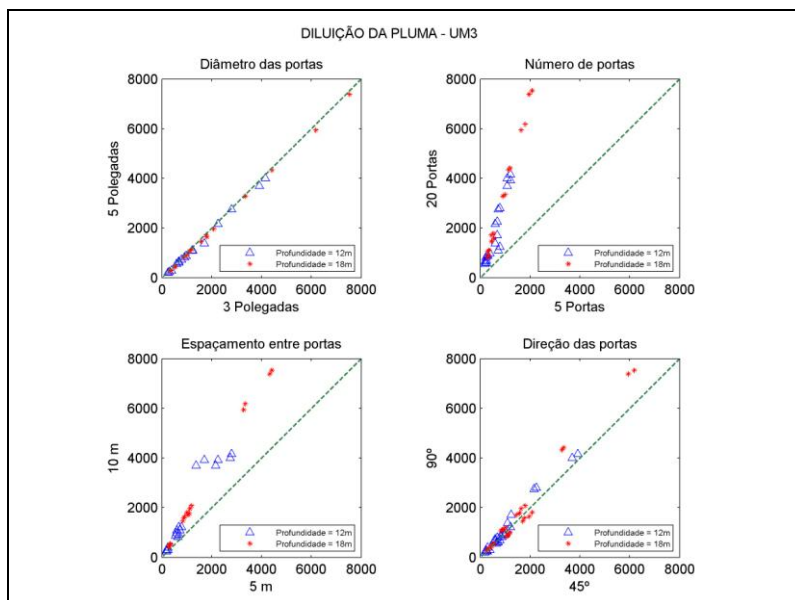 DILUIÇÃO DA PLUMA - UM3
Diâmetro das portas
8000
6000
4000
2000
0
0 2000 4000 6000 8000
5 Polegadas
3 Polegadas
Profundidade = 12m
Profundidade = 18m
Número de portas
8000
6000
4000
2000
0
0 2000 4000 6000 8000
20 Portas
5 Portas
Profundidade = 12m
Profundidade = 18m
Espaçamento entre portas
8000
6000
4000
2000
0
0 2000 4000 6000 8000
10 m
5 m
Profundidade = 12m
Profundidade = 18m
Direção das portas
8000
6000
4000
2000
0
0 2000 4000 6000 8000
90º
45º
Profundidade = 12m
Profundidade = 18m